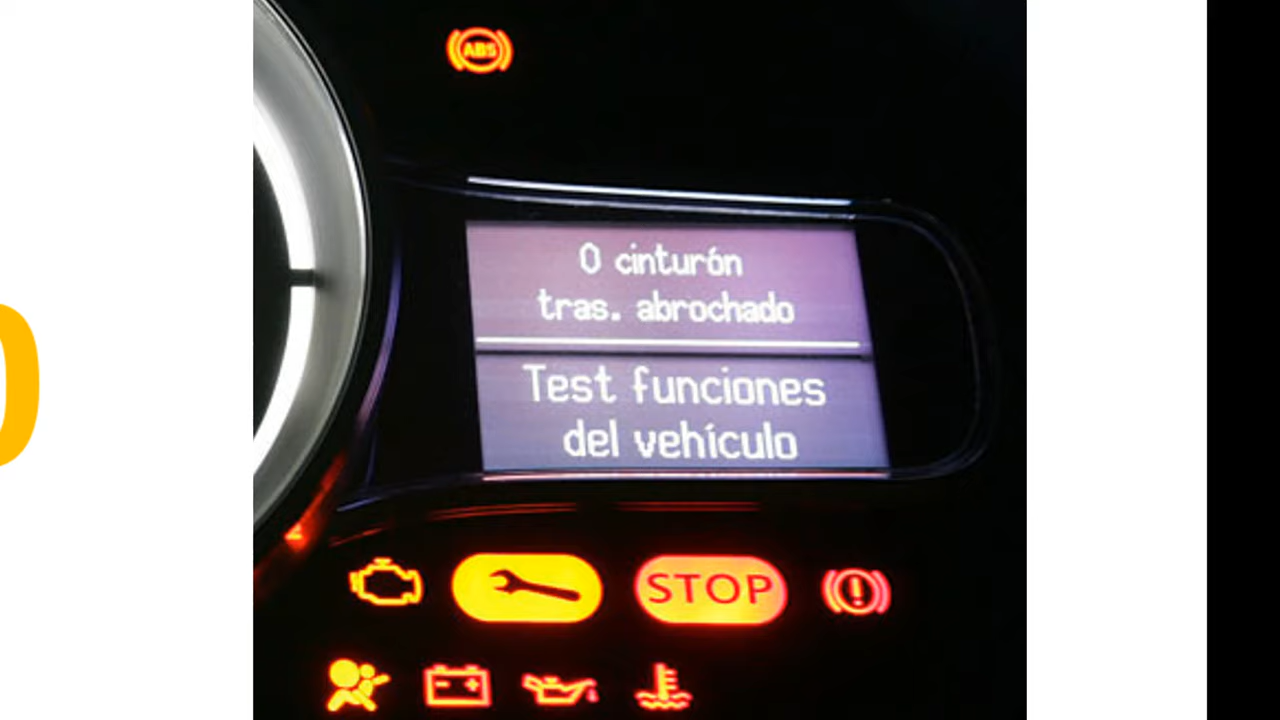 ABS
0 cinturón
tras. abrochado
Test funciones
del vehículo
STOP